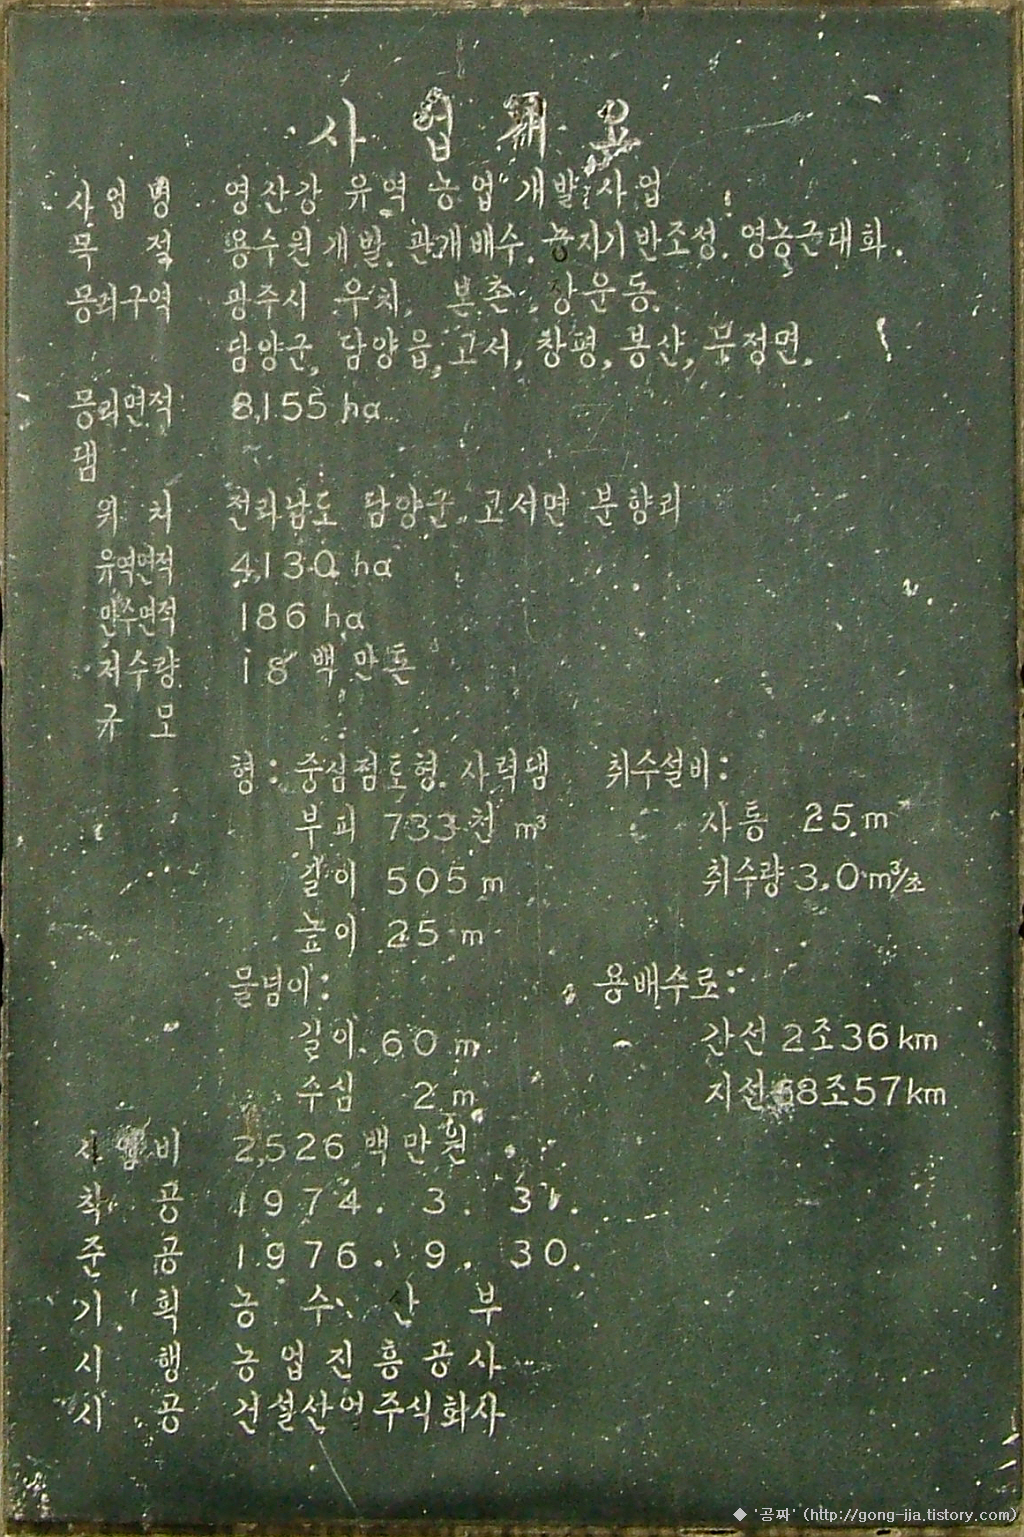 사업개요
사업명 영산강 유역 농업개발사업
목적 용수원개발. 관개배수. 농지기반조성. 영농근대화.
몽리구역 광주시 우치, 본촌, 상운동.
담양군, 담양읍, 고서, 창평, 봉산, 무정면.
몽리면적 8,155 ha
댐
위치 전라남도 담양군 고서면 분향리
유역면적 4,130 ha
만수면적 186 ha
저수량 18백만톤
규모
형: 중심점토형 사력댐 취수설비:
부피 733천 m³ 사통 25 m
길이 505 m 취수량 3.0 m³/초
높이 25 m
물넘이: 용배수로:
길이 60 m 간선 2조 36km
수심 2 m 지선 68조 57km
사업비 2,526백만원
착공 1974. 3. 31.
준공 1976. 9. 30.
기획 농수산부
시행 농업진흥공사
시공 건설산업주식회사
◆ '공짜' (http://gong-jia.tistory.com)